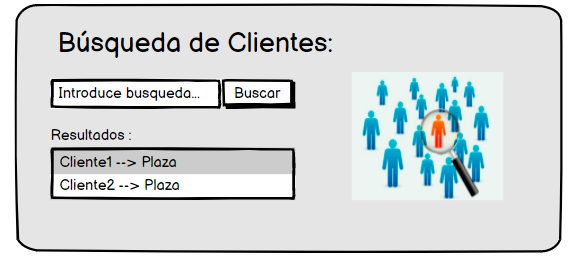 Búsqueda de Clientes:
Introduce busqueda...
Buscar
Resultados :
Cliente1 --> Plaza
Cliente2 --> Plaza